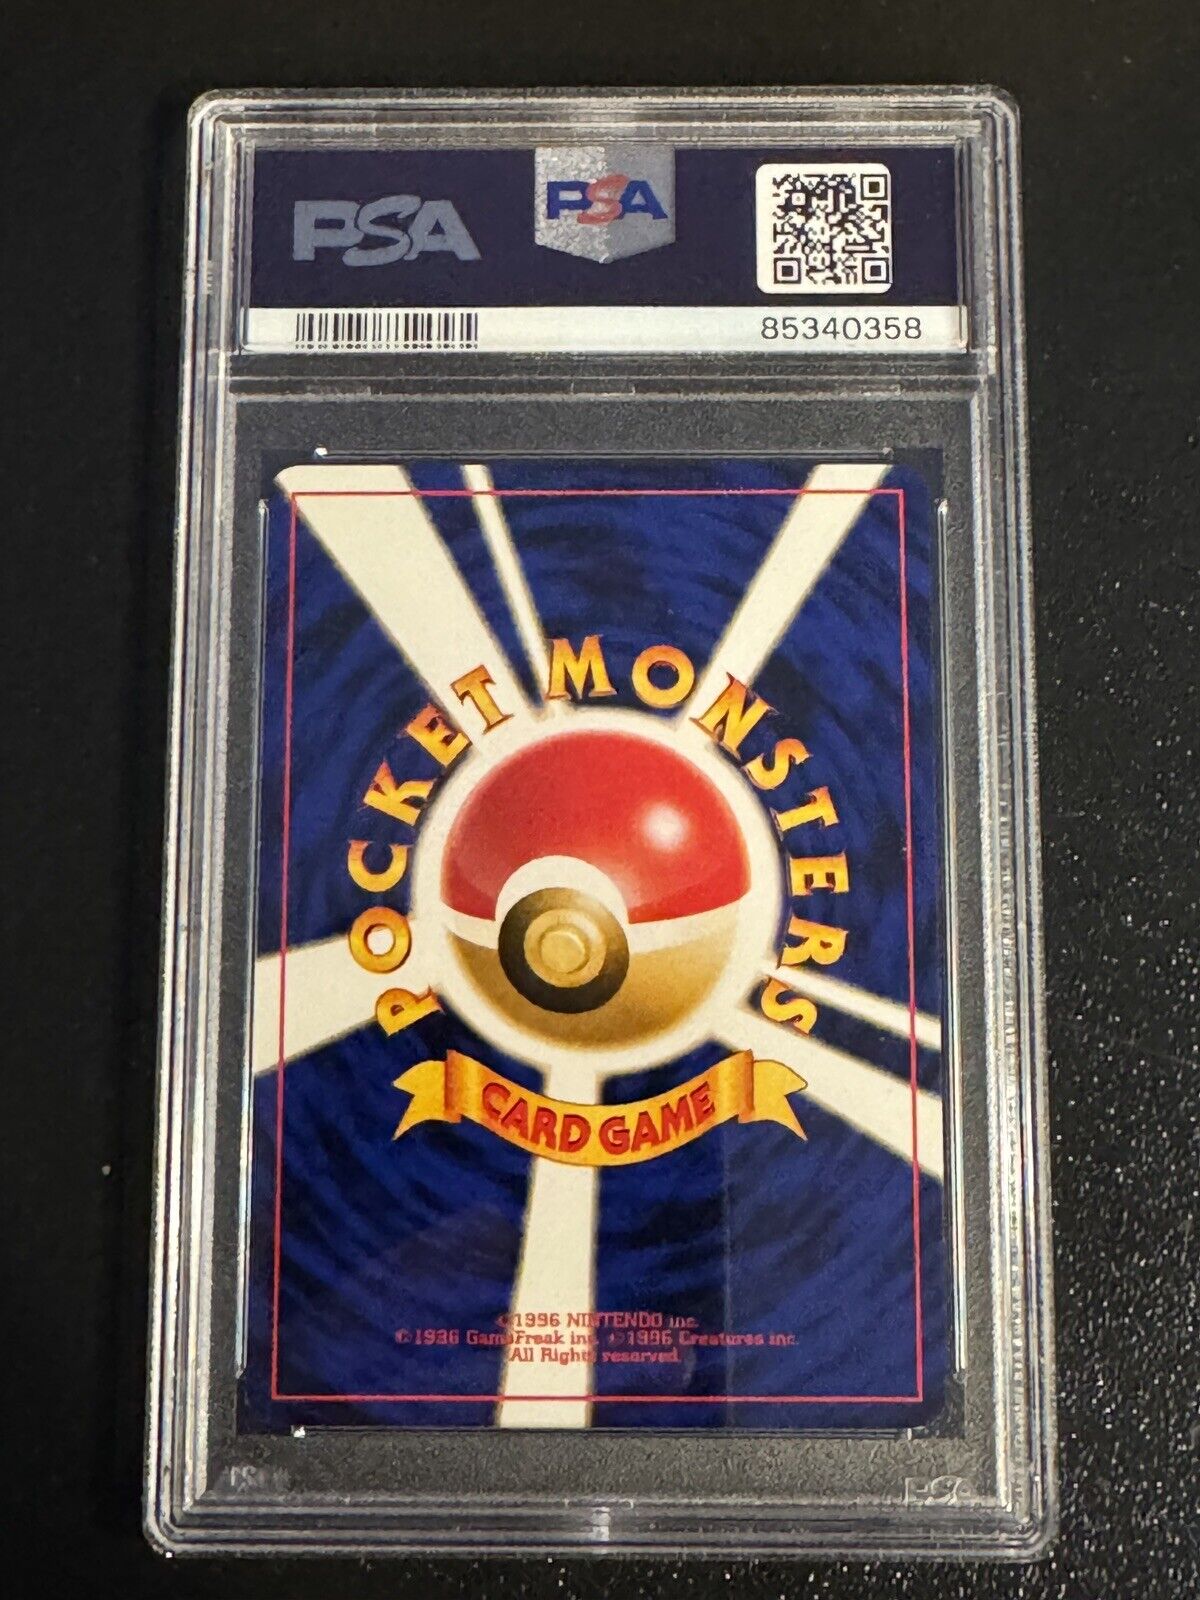 PSA
PSA
85340358
POCKET MONSTERS
CARD GAME
©1996 NINTENDO inc.
©1996 GameFreak inc. ©1996 Creatures inc.
All Rights reserved.
PSA